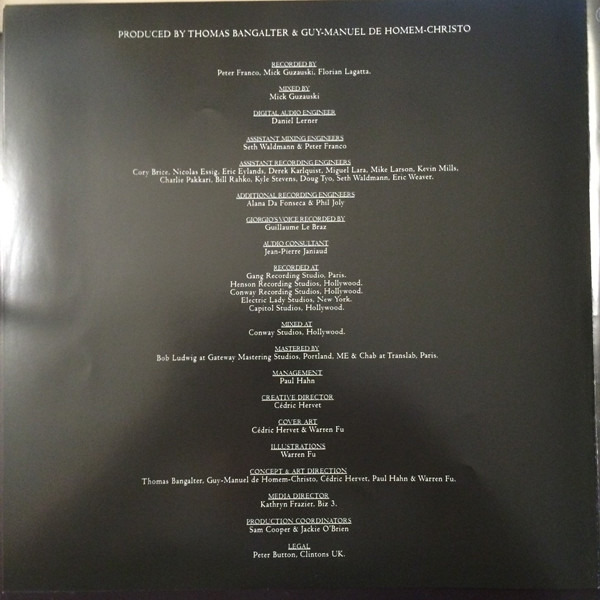 PRODUCED BY THOMAS BANGALTER & GUY-MANUEL DE HOMEM-CHRISTO
RECORDED BY
Peter Franco, Mick Guzauski, Florian Lagatta.
MIXED BY
Mick Guzauski
DIGITAL AUDIO ENGINEER
Daniel Lerner
ASSISTANT MIXING ENGINEERS
Seth Waldmann & Peter Franco
ASSISTANT RECORDING ENGINEERS
Cory Brice, Nicolas Essig, Eric Eylands, Derek Karlquist, Miguel Lara, Mike Larson, Kevin Mills,
Charlie Pakkari, Bill Rahko, Kyle Stevens, Doug Tyo, Seth Waldmann, Eric Weaver.
ADDITIONAL RECORDING ENGINEERS
Alana Da Fonseca & Phil Joly
GIORGIO'S VOICE RECORDED BY
Guillaume Le Braz
AUDIO CONSULTANT
Jean-Pierre Janiaud
RECORDED AT
Gang Recording Studio, Paris.
Henson Recording Studios, Hollywood.
Conway Recording Studios, Hollywood.
Electric Lady Studios, New York.
Capitol Studios, Hollywood.
MIXED AT
Conway Studios, Hollywood.
MASTERED BY
Bob Ludwig at Gateway Mastering Studios, Portland, ME & Chab at Translab, Paris.
MANAGEMENT
Paul Hahn
CREATIVE DIRECTOR
Cédric Hervet
COVER ART
Cédric Hervet & Warren Fu
ILLUSTRATIONS
Warren Fu
CONCEPT & ART DIRECTION
Thomas Bangalter, Guy-Manuel de Homem-Christo, Cédric Hervet, Paul Hahn & Warren Fu.
MEDIA DIRECTOR
Kathryn Frazier, Biz 3.
PRODUCTION COORDINATORS
Sam Cooper & Jackie O'Brien
LEGAL
Peter Button, Clintons UK.